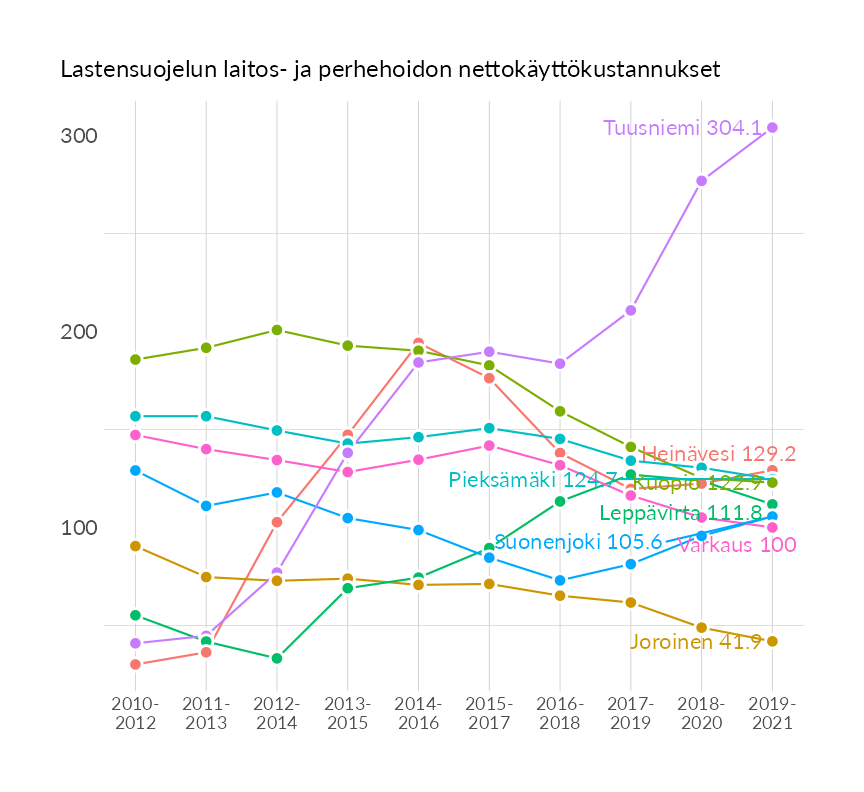 Lastensuojelun laitos- ja perhehoidon nettokäyttökustannukset
300
Tuusniemi 304.1
200
Heinävesi 129.2
Pieksämäki 124.7
Kuopio 122.9
Leppävirta 111.8
100
Suonenjoki 105.6
Varkaus 100
Joroinen 41.9
2010- 2011- 2012- 2013- 2014- 2015- 2016- 2017- 2018- 2019-
2012 2013 2014 2015 2016 2017 2018 2019 2020 2021